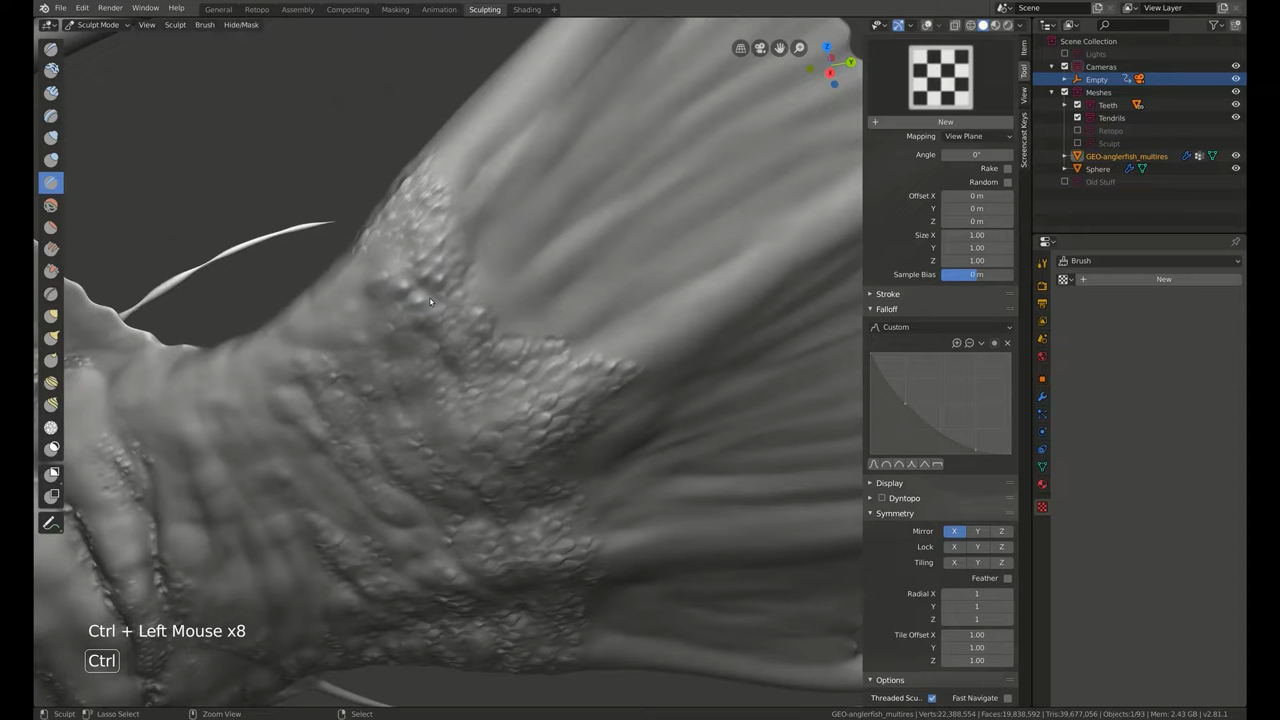 File Edit Render Window Help General Retopo Assembly Compositing Masking Animation Sculpting Shading + Scene View Layer
Sculpt Mode View Sculpt Brush Hide/Mask
Scene Collection
Lights
Cameras
Empty
Meshes
Teeth
Tendrils
Retopo
Sculpt
GEO-anglerfish_multires
Sphere
Old Stuff
Item
Tool
View
Screencast Keys
Z
Y
X
+ New
Mapping View Plane
Angle 0°
Rake
Random
Offset X 0 m
Y 0 m
Z 0 m
Size X 1.00
Y 1.00
Z 1.00
Sample Bias 0 m
Stroke
Falloff
Custom
Display
Dyntopo
Symmetry
Mirror X Y Z
Lock X Y Z
Tiling X Y Z
Feather
Radial X 1
Y 1
Z 1
Tile Offset X 1.00
Y 1.00
Z 1.00
Options
Threaded Scu.. Fast Navigate
Brush
+ New
Ctrl + Left Mouse x8
Ctrl
Sculpt Lasso Select Zoom View Select
GEO-anglerfish_multires | Verts:22,388,554 | Faces:19,838,592 | Tris:39,677,056 | Objects:1/93 | Mem: 2.43 GB | v2.81.1